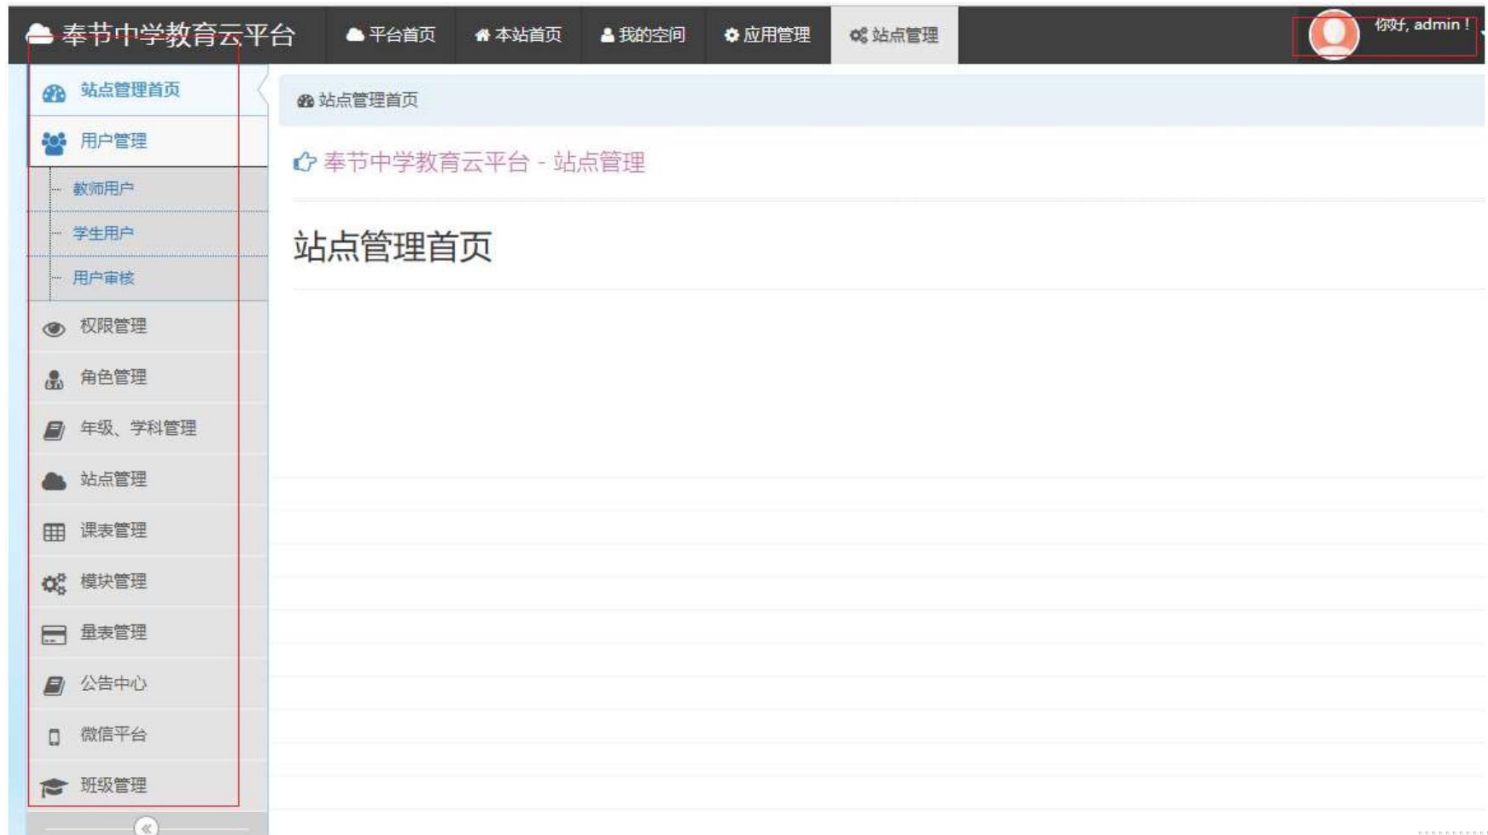 奉节中学教育云平台 平台首页 本站首页 我的空间 应用管理 站点管理 你好, admin !
站点管理首页
用户管理
教师用户
学生用户
用户审核
权限管理
角色管理
年级、学科管理
站点管理
课表管理
模块管理
量表管理
公告中心
微信平台
班级管理
站点管理首页
奉节中学教育云平台 - 站点管理
站点管理首页